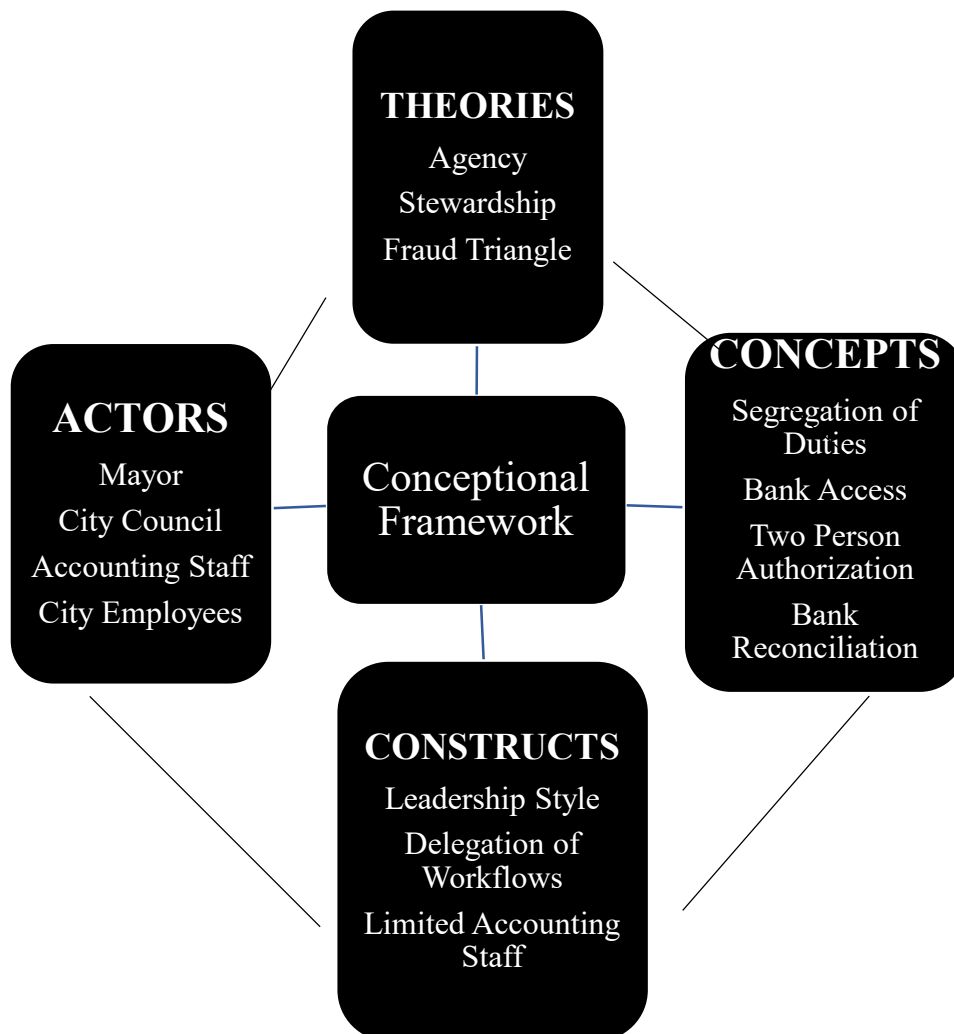 THEORIES
Agency
Stewardship
Fraud Triangle
ACTORS
Mayor
City Council
Accounting Staff
City Employees
Conceptional
Framework
CONCEPTS
Segregation of
Duties
Bank Access
Two Person
Authorization
Bank
Reconciliation
CONSTRUCTS
Leadership Style
Delegation of
Workflows
Limited Accounting
Staff